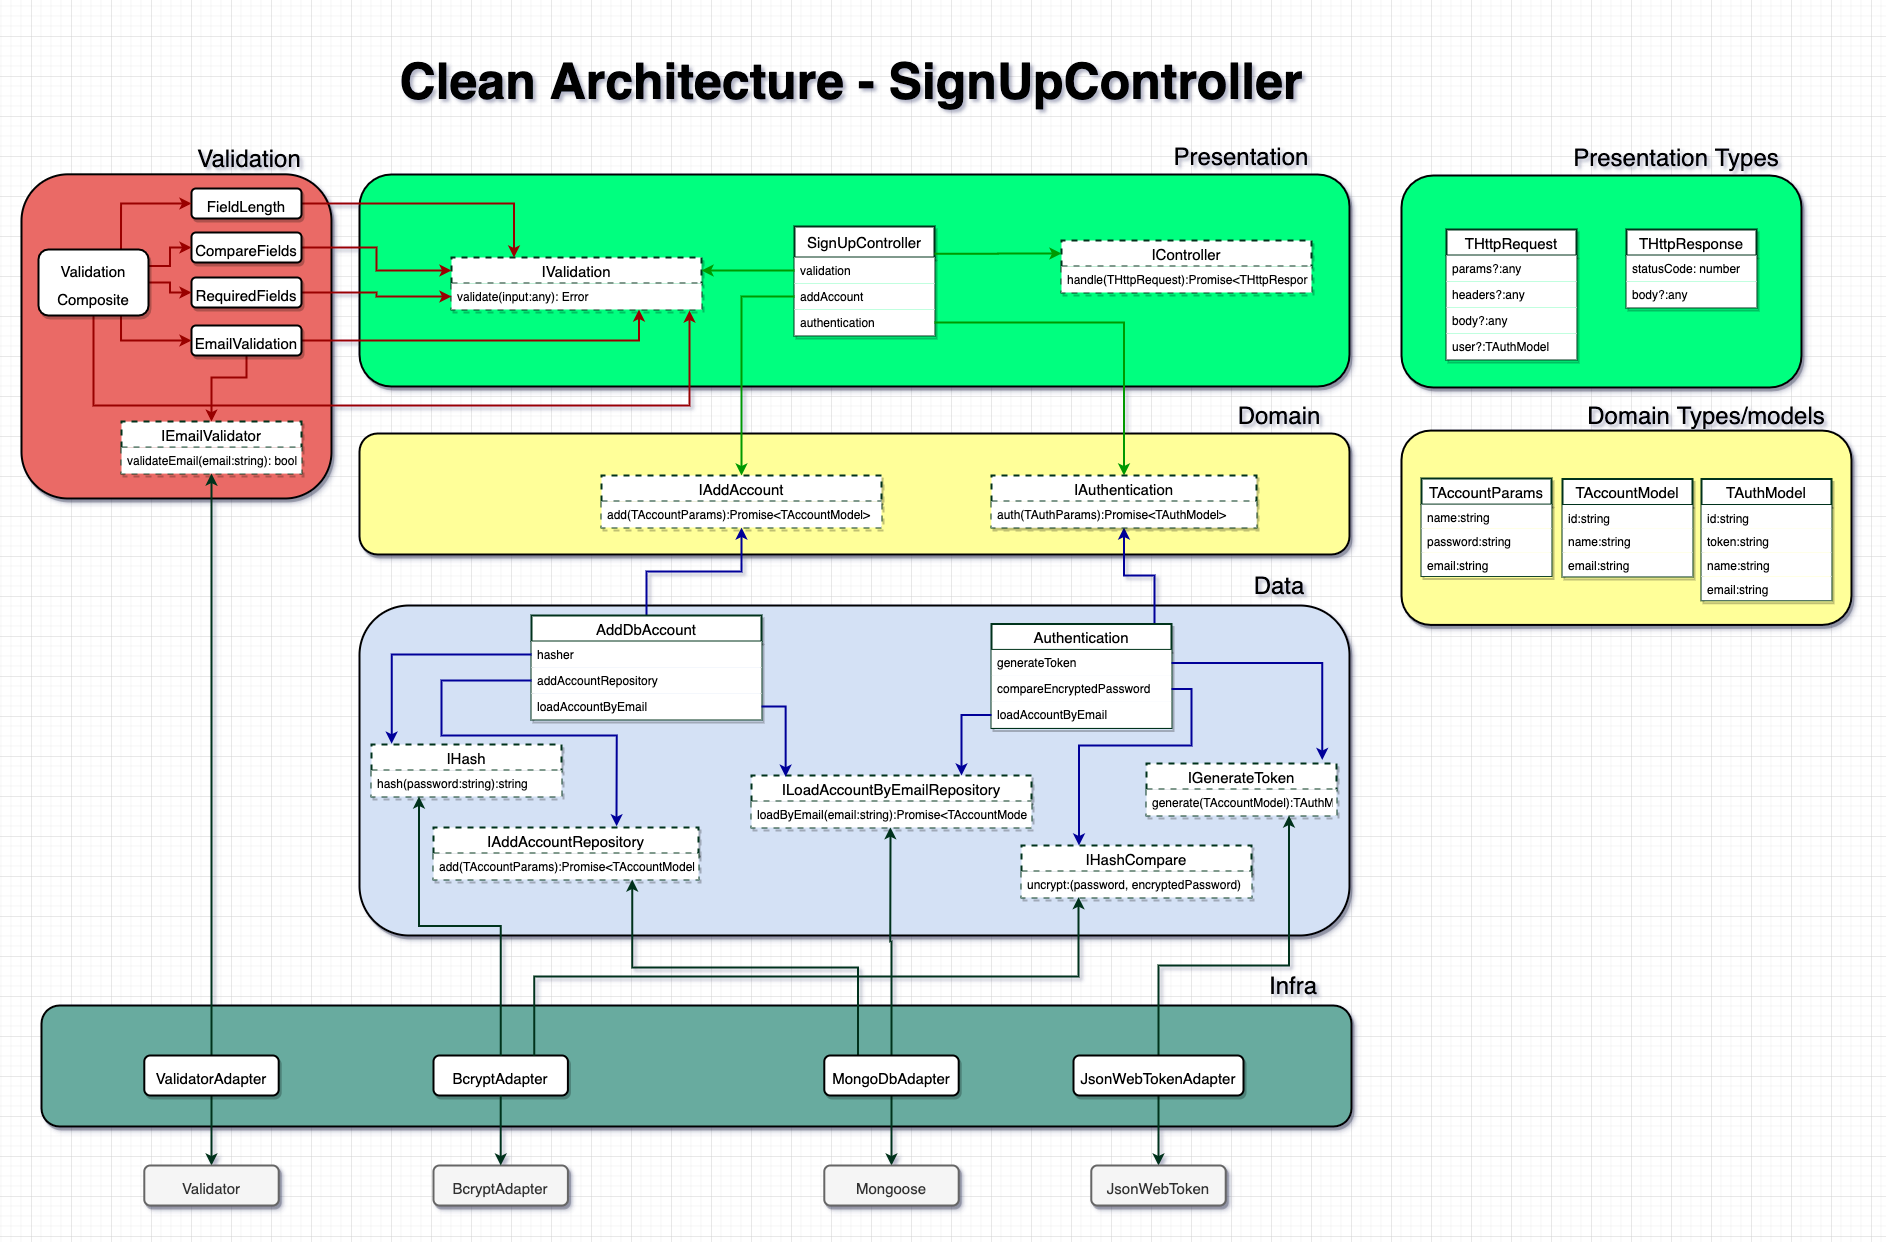 Clean Architecture - SignUpController
Validation
FieldLength
CompareFields
Validation
Composite
RequiredFields
EmailValidation
IEmailValidator
validateEmail(email:string): bool
Presentation
IValidation
validate(input:any): Error
SignUpController
validation
addAccount
authentication
IController
handle(THttpRequest):Promise<THttpRespor
Presentation Types
THttpRequest
params?:any
headers?:any
body?:any
user?:TAuthModel
THttpResponse
statusCode: number
body?:any
Domain
IAddAccount
add(TAccountParams):Promise<TAccountModel>
IAuthentication
auth(TAuthParams):Promise<TAuthModel>
Domain Types/models
TAccountParams
name:string
password:string
email:string
TAccountModel
id:string
name:string
email:string
TAuthModel
id:string
token:string
name:string
email:string
Data
AddDbAccount
hasher
addAccountRepository
loadAccountByEmail
Authentication
generateToken
compareEncryptedPassword
loadAccountByEmail
IHash
hash(password:string):string
IAddAccountRepository
add(TAccountParams):Promise<TAccountModel
ILoadAccountByEmailRepository
loadByEmail(email:string):Promise<TAccountMode
IGenerateToken
generate(TAccountModel):TAuthM
IHashCompare
uncrypt:(password, encryptedPassword)
Infra
ValidatorAdapter
BcryptAdapter
MongoDbAdapter
JsonWebTokenAdapter
Validator
BcryptAdapter
Mongoose
JsonWebToken